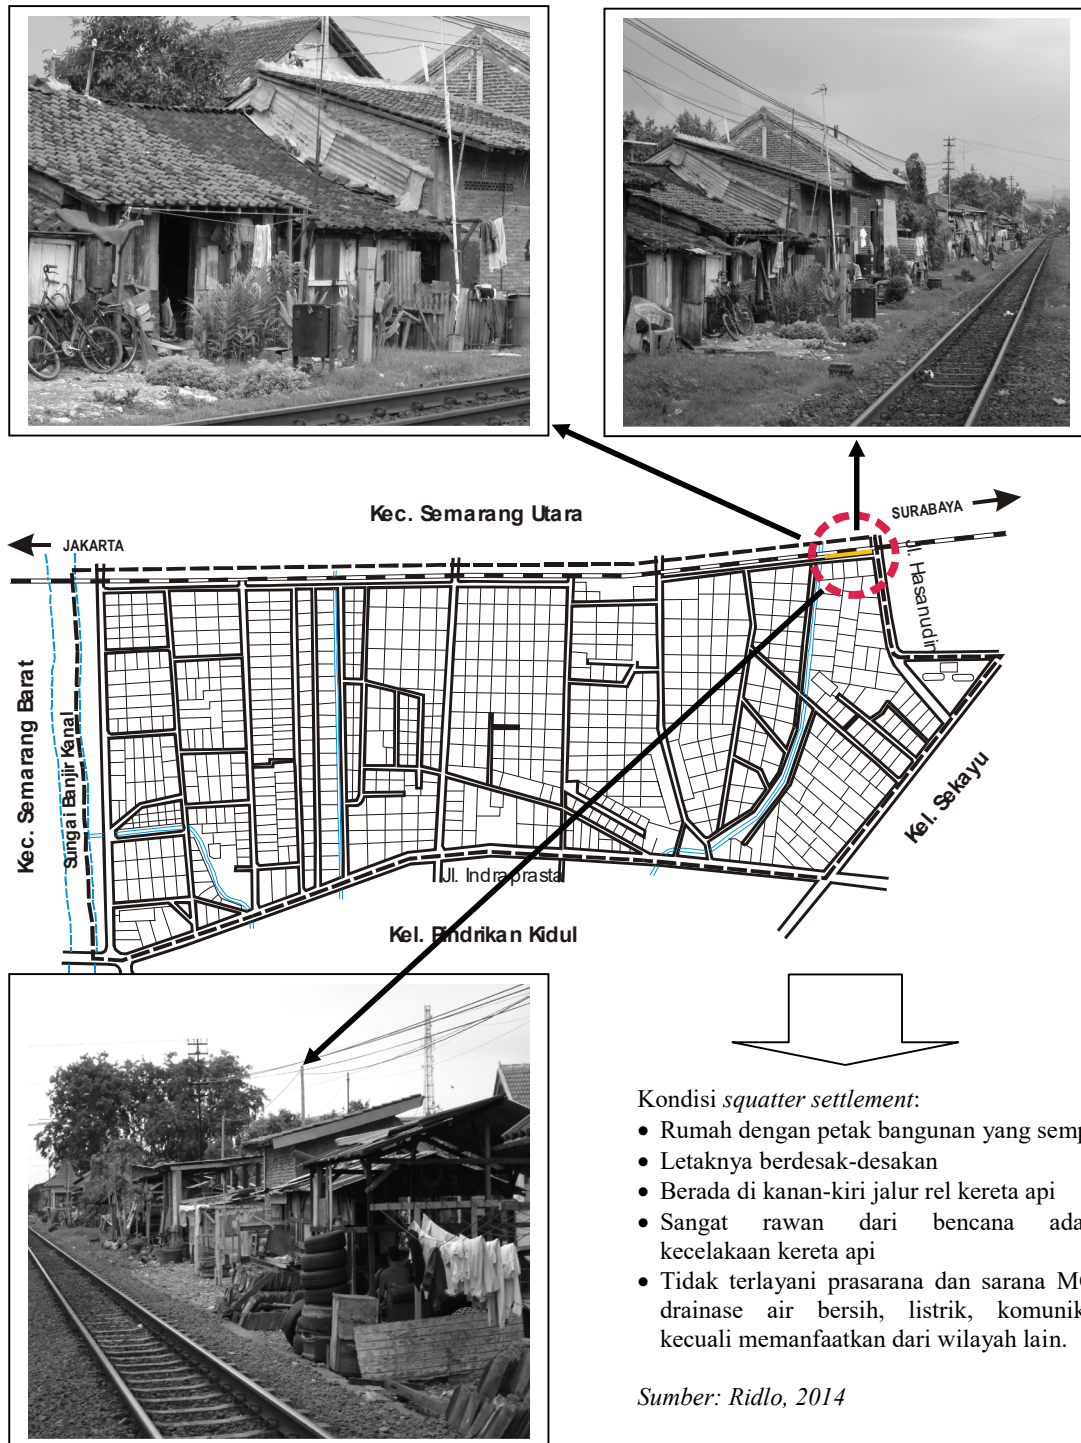 Kec. Semarang Utara
SURABAYA
JAKARTA
Jl. Hasanudin
Kec. Semarang Barat
Sungai Banjir Kanal
Kel. Sekayu
Jl. Indraprasta
Kel. Pindrikan Kidul
Kondisi squatter settlement:
• Rumah dengan petak bangunan yang semp
• Letaknya berdesak-desakan
• Berada di kanan-kiri jalur rel kereta api
• Sangat rawan dari bencana ada
kecelakaan kereta api
• Tidak terlayani prasarana dan sarana MC
drainase air bersih, listrik, komunik
kecuali memanfaatkan dari wilayah lain.
Sumber: Ridlo, 2014